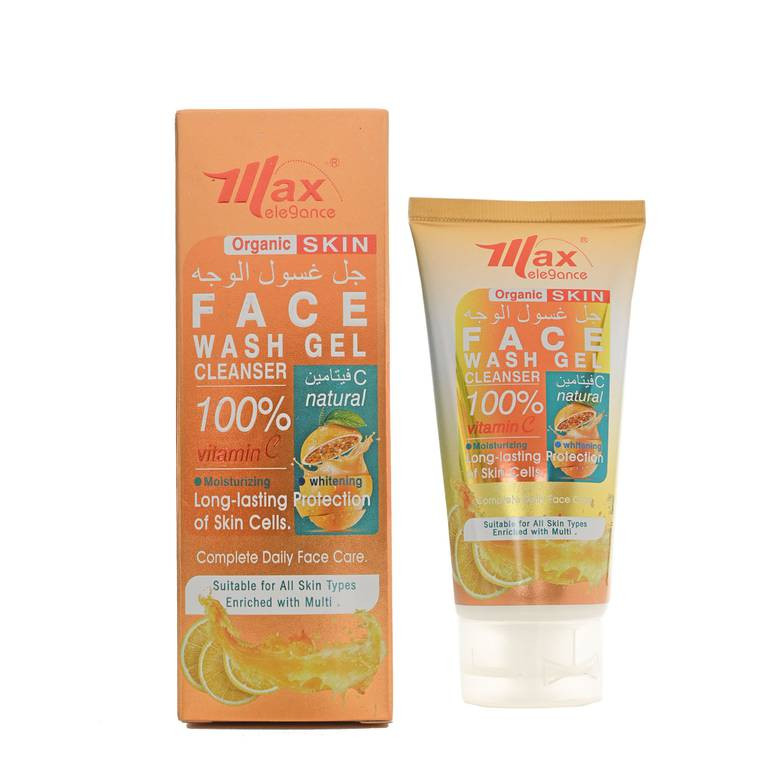 Max ®
elegance
Organic SKIN
جل غسول الوجه
FACE
WASH GEL
CLEANSER
فيتامين C
natural
100%
vitamin C
Moisturizing
whitening
Long-lasting Protection
of Skin Cells.
Complete Daily Face Care.
Suitable for All Skin Types
Enriched with Multi .
Max ®
elegance
Organic SKIN
جل غسول الوجه
FACE
WASH GEL
CLEANSER
فيتامين C
natural
100%
vitamin C
Moisturizing
whitening
Long-lasting Protection
of Skin Cells.
Complete Daily Face Care.
Suitable for All Skin Types
Enriched with Multi .